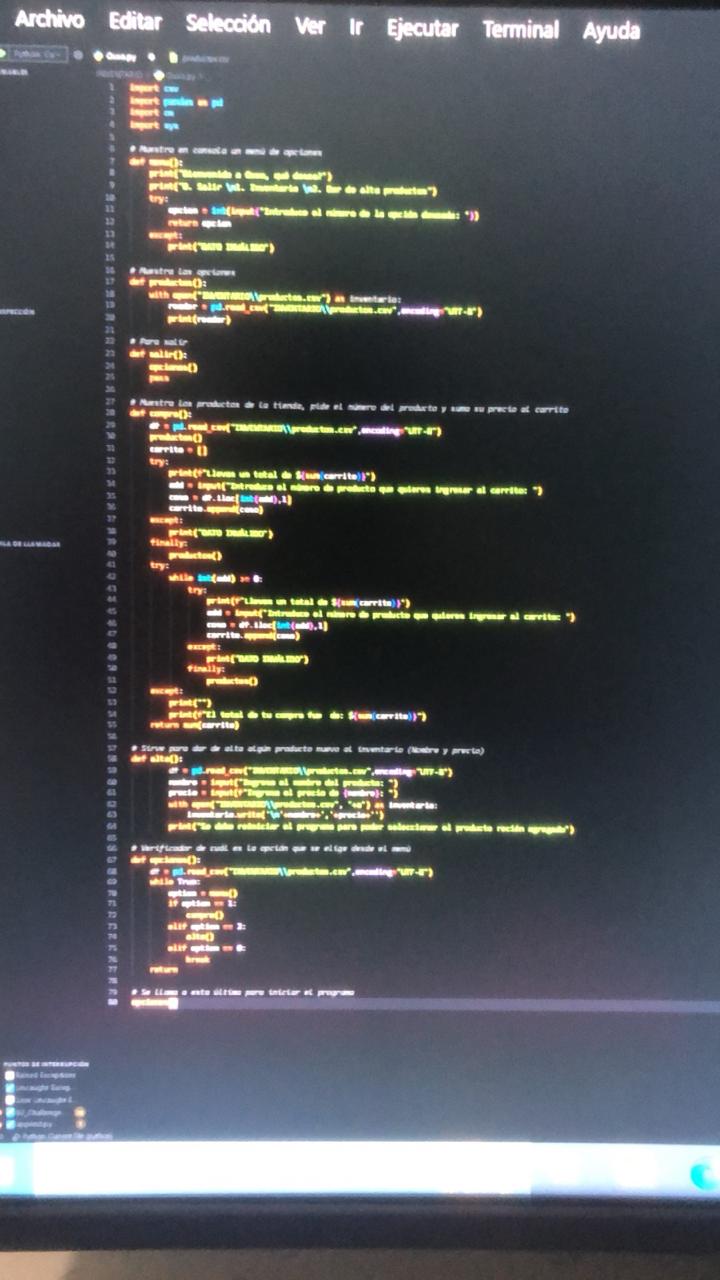 Archivo Editar Selección Ver Ir Ejecutar Terminal Ayuda
Oxxo.py productos.csv
INVENTARIO Oxxo.py
1 import csv
2 import pandas as pd
3 import os
4 import sys
5
6 # Muestra en consola un menú de opciones
7 def menu():
8 print("Bienvenido a Oxxo, qué desea?")
9 print("0. Salir \n1. Inventario \n2. Dar de alta productos")
10 try:
11 opcion = int(input("Introduce el número de la opción deseada: "))
12 return opcion
13 except:
14 print("DATO INVÁLIDO")
15
16 # Muestra las opciones
17 def productos():
18 with open("INVENTARIO\\productos.csv") as inventario:
19 reader = pd.read_csv("INVENTARIO\\productos.csv",encoding="UTF-8")
20 print(reader)
21
22 # Para salir
23 def salir():
24 opciones()
25 pass
26
27 # Muestra los productos de la tienda, pide el número del producto y suma su precio al carrito
28 def compra():
29 df = pd.read_csv("INVENTARIO\\productos.csv",encoding="UTF-8")
30 productos()
31 carrito = []
32 try:
33 print(f"Llevas un total de ${sum(carrito)}")
34 add = input("Introduce el número de producto que quieres ingresar al carrito: ")
35 cosa = df.iloc[int(add),1]
36 carrito.append(cosa)
37 except:
38 print("DATO INVÁLIDO")
39 finally:
40 productos()
41 try:
42 while int(add) >= 0:
43 try:
44 print(f"Llevas un total de ${sum(carrito)}")
45 add = input("Introduce el número de producto que quieres ingresar al carrito: ")
46 cosa = df.iloc[int(add),1]
47 carrito.append(cosa)
48 except:
49 print("DATO INVÁLIDO")
50 finally:
51 productos()
52 except:
53 print("")
54 print(f"El total de tu compra fue de: ${sum(carrito)}")
55 return sum(carrito)
56
57 # Sirve para dar de alta algún producto nuevo al inventario (Nombre y precio)
58 def alta():
59 df = pd.read_csv("INVENTARIO\\productos.csv",encoding="UTF-8")
60 nombre = input("Ingresa el nombre del producto: ")
61 precio = input(f"Ingresa el precio de {nombre}: ")
62 with open("INVENTARIO\\productos.csv", "+a") as inventario:
63 inventario.write('\n'+nombre+','+precio+'')
64 print("Se debe reiniciar el programa para poder seleccionar el producto recién agregado")
65
66 # Verificador de cuál es la opción que se elige desde el menú
67 def opciones():
68 df = pd.read_csv("INVENTARIO\\productos.csv",encoding="UTF-8")
69 while True:
70 option = menu()
71 if option == 1:
72 compra()
73 elif option == 2:
74 alta()
75 elif option == 0:
76 break
77 return
78
79 # Se llama a esta última para iniciar el programa
80 opciones()
PUNTOS DE INTERRUPCIÓN
Raised Exceptions
Uncaught Excep...
User Uncaught E...